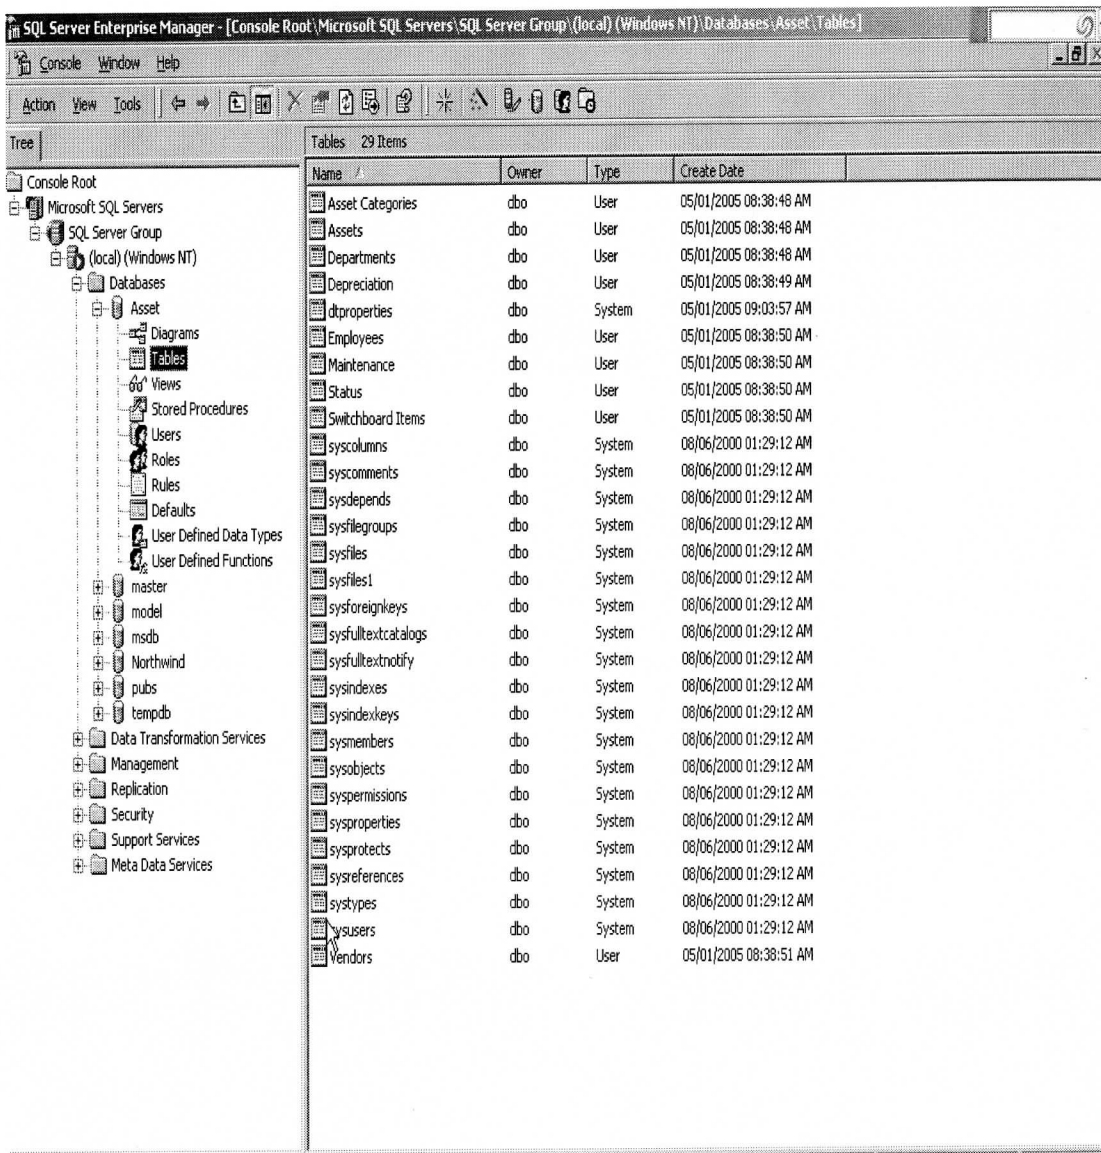 SQL Server Enterprise Manager - [Console Root\Microsoft SQL Servers\SQL Server Group\(local) (Windows NT)\Databases\Asset\Tables]
Console Window Help
Action View Tools
Tree
Console Root
Microsoft SQL Servers
SQL Server Group
(local) (Windows NT)
Databases
Asset
Diagrams
Tables
Views
Stored Procedures
Users
Roles
Rules
Defaults
User Defined Data Types
User Defined Functions
master
model
msdb
Northwind
pubs
tempdb
Data Transformation Services
Management
Replication
Security
Support Services
Meta Data Services
Tables 29 Items
Name Owner Type Create Date
Asset Categories dbo User 05/01/2005 08:38:48 AM
Assets dbo User 05/01/2005 08:38:48 AM
Departments dbo User 05/01/2005 08:38:48 AM
Depreciation dbo User 05/01/2005 08:38:49 AM
dtproperties dbo System 05/01/2005 09:03:57 AM
Employees dbo User 05/01/2005 08:38:50 AM
Maintenance dbo User 05/01/2005 08:38:50 AM
Status dbo User 05/01/2005 08:38:50 AM
Switchboard Items dbo User 05/01/2005 08:38:50 AM
syscolumns dbo System 08/06/2000 01:29:12 AM
syscomments dbo System 08/06/2000 01:29:12 AM
sysdepends dbo System 08/06/2000 01:29:12 AM
sysfilegroups dbo System 08/06/2000 01:29:12 AM
sysfiles dbo System 08/06/2000 01:29:12 AM
sysfiles1 dbo System 08/06/2000 01:29:12 AM
sysforeignkeys dbo System 08/06/2000 01:29:12 AM
sysfulltextcatalogs dbo System 08/06/2000 01:29:12 AM
sysfulltextnotify dbo System 08/06/2000 01:29:12 AM
sysindexes dbo System 08/06/2000 01:29:12 AM
sysindexkeys dbo System 08/06/2000 01:29:12 AM
sysmembers dbo System 08/06/2000 01:29:12 AM
sysobjects dbo System 08/06/2000 01:29:12 AM
syspermissions dbo System 08/06/2000 01:29:12 AM
sysproperties dbo System 08/06/2000 01:29:12 AM
sysprotects dbo System 08/06/2000 01:29:12 AM
sysreferences dbo System 08/06/2000 01:29:12 AM
systypes dbo System 08/06/2000 01:29:12 AM
sysusers dbo System 08/06/2000 01:29:12 AM
Vendors dbo User 05/01/2005 08:38:51 AM